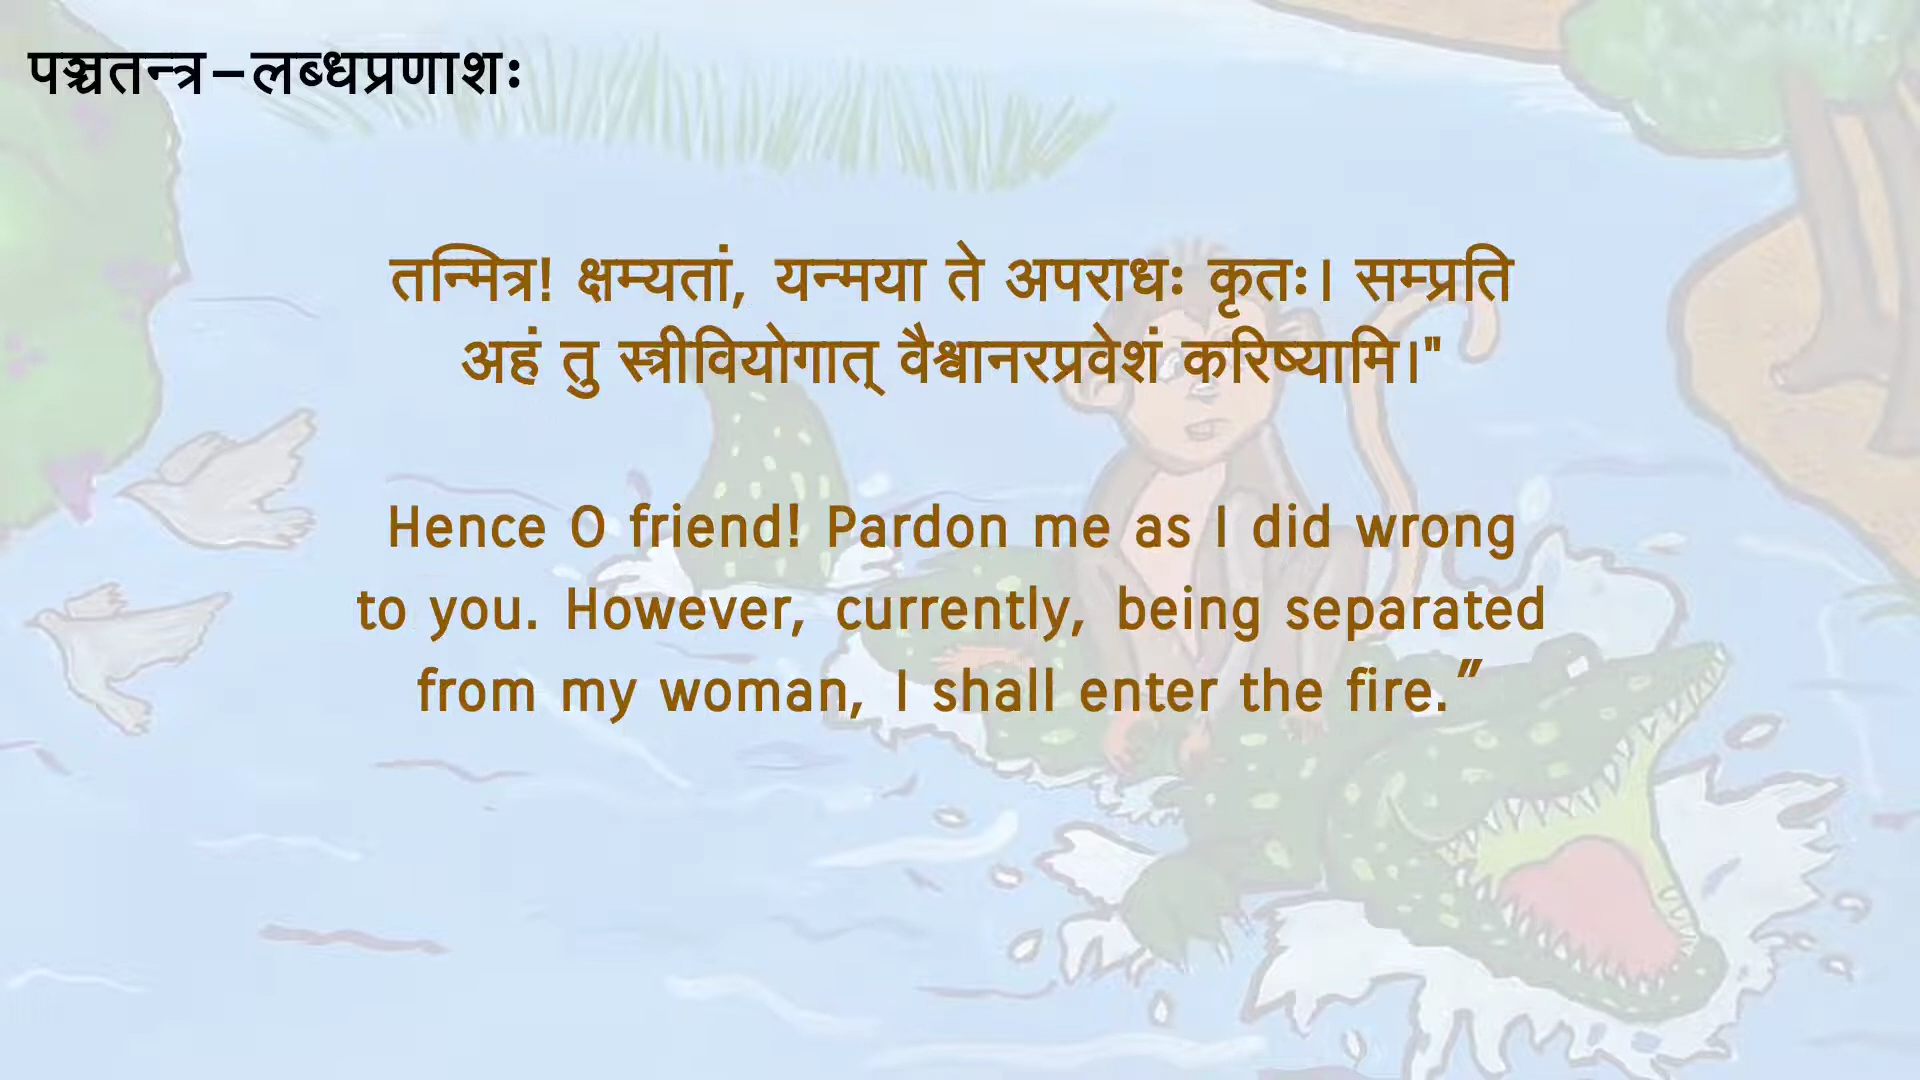 पञ्चतन्त्र-लब्धप्रणाशः
तन्मित्र! क्षम्यतां, यन्मया ते अपराधः कृतः। सम्प्रति
अहं तु स्त्रीवियोगात् वैश्वानरप्रवेशं करिष्यामि।"
Hence O friend! Pardon me as I did wrong
to you. However, currently, being separated
from my woman, I shall enter the fire.”